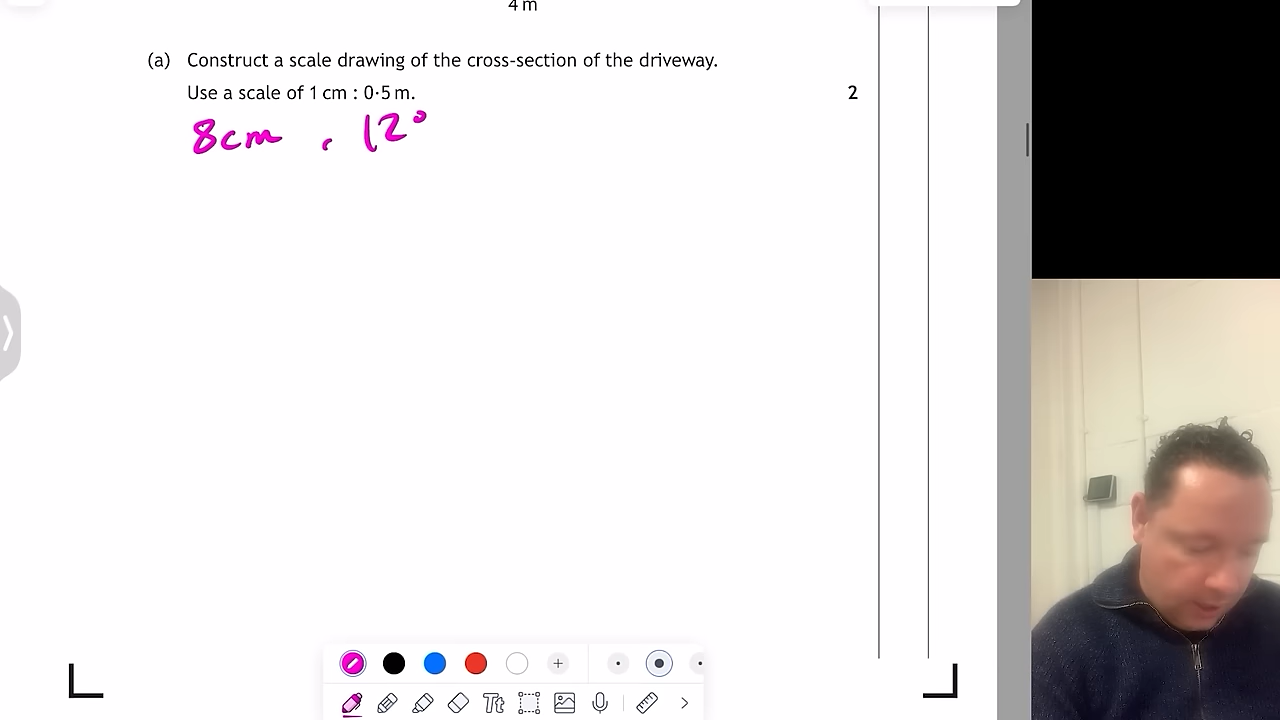 4 m
(a) Construct a scale drawing of the cross-section of the driveway.
Use a scale of 1 cm : 0·5 m. 2
8cm , 12°
Tt